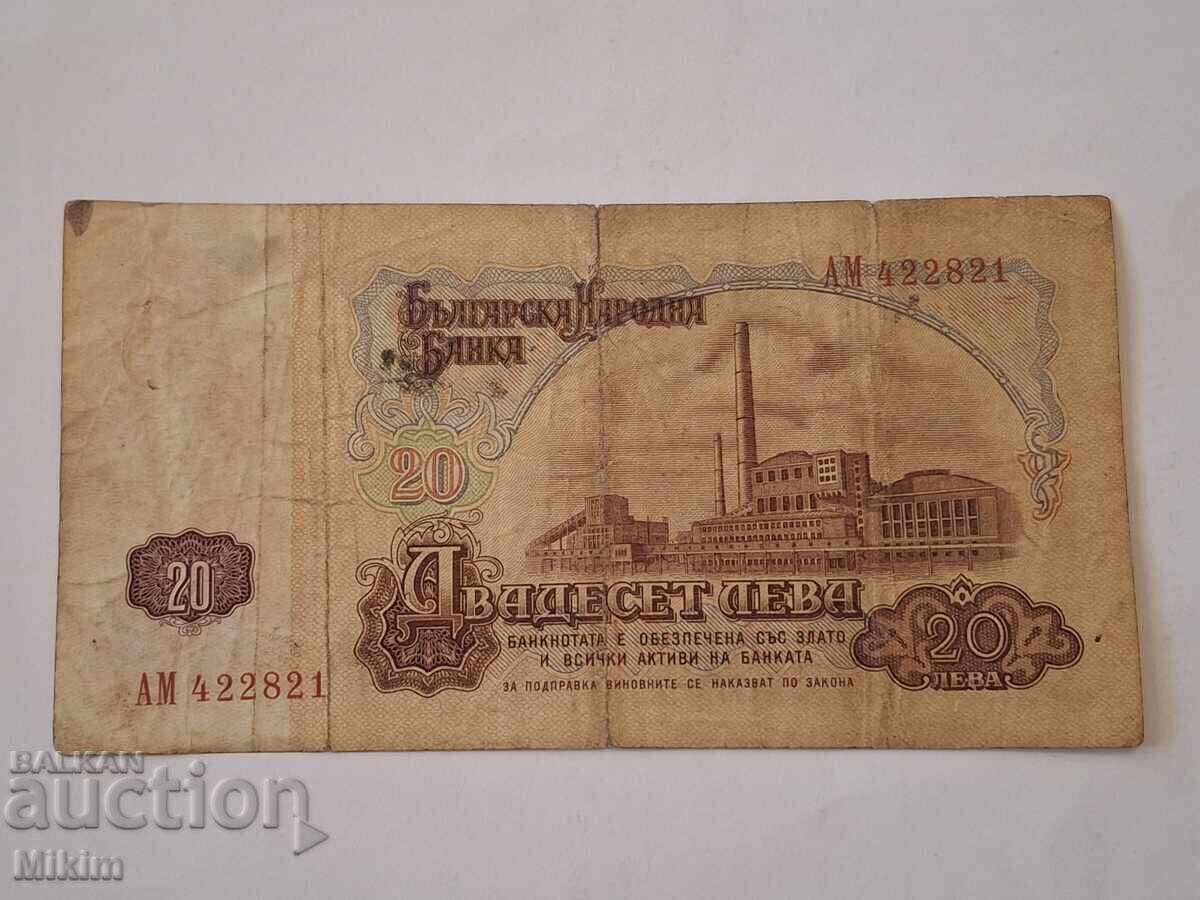 АМ 422821
Българска Народна
Банка
20
20
Двадесет лева
БАНКНОТАТА Е ОБЕЗПЕЧЕНА СЪС ЗЛАТО
И ВСИЧКИ АКТИВИ НА БАНКАТА
ЗА ПОДПРАВКА ВИНОВНИТЕ СЕ НАКАЗВАТ ПО ЗАКОНА
20
ЛЕВА
АМ 422821
BALKAN
auction
Mikim